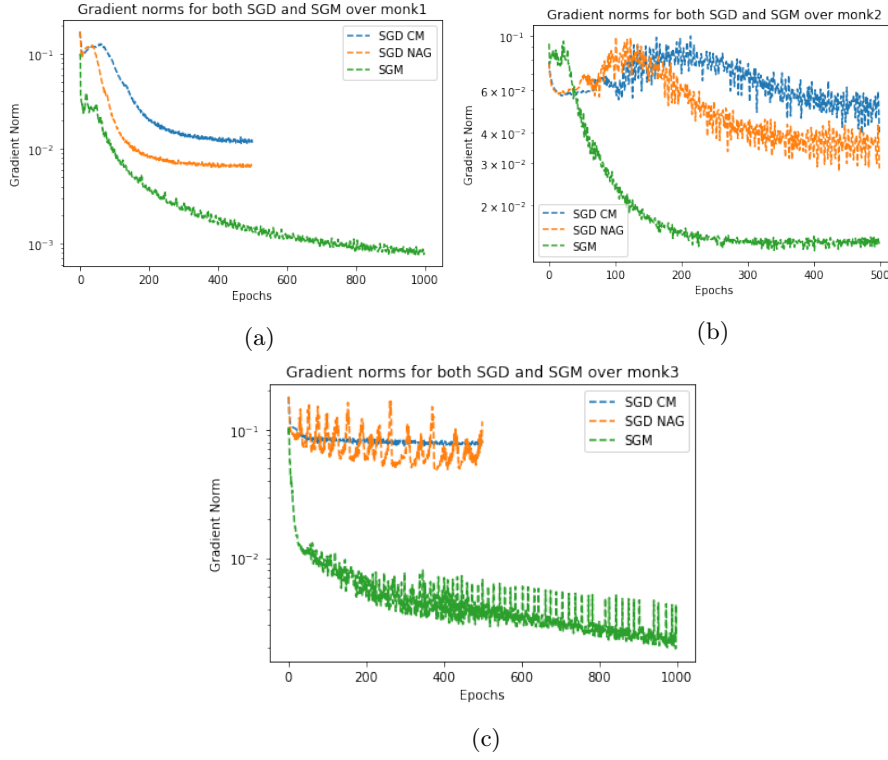 Gradient norms for both SGD and SGM over monk1
SGD CM
SGD NAG
SGM
10⁻¹
10⁻²
10⁻³
Gradient Norm
0 200 400 600 800 1000
Epochs
(a)
Gradient norms for both SGD and SGM over monk2
10⁻¹
6 × 10⁻²
4 × 10⁻²
3 × 10⁻²
2 × 10⁻²
Gradient Norm
SGD CM
SGD NAG
SGM
0 100 200 300 400 500
Epochs
(b)
Gradient norms for both SGD and SGM over monk3
SGD CM
SGD NAG
SGM
10⁻¹
10⁻²
Gradient Norm
0 200 400 600 800 1000
Epochs
(c)